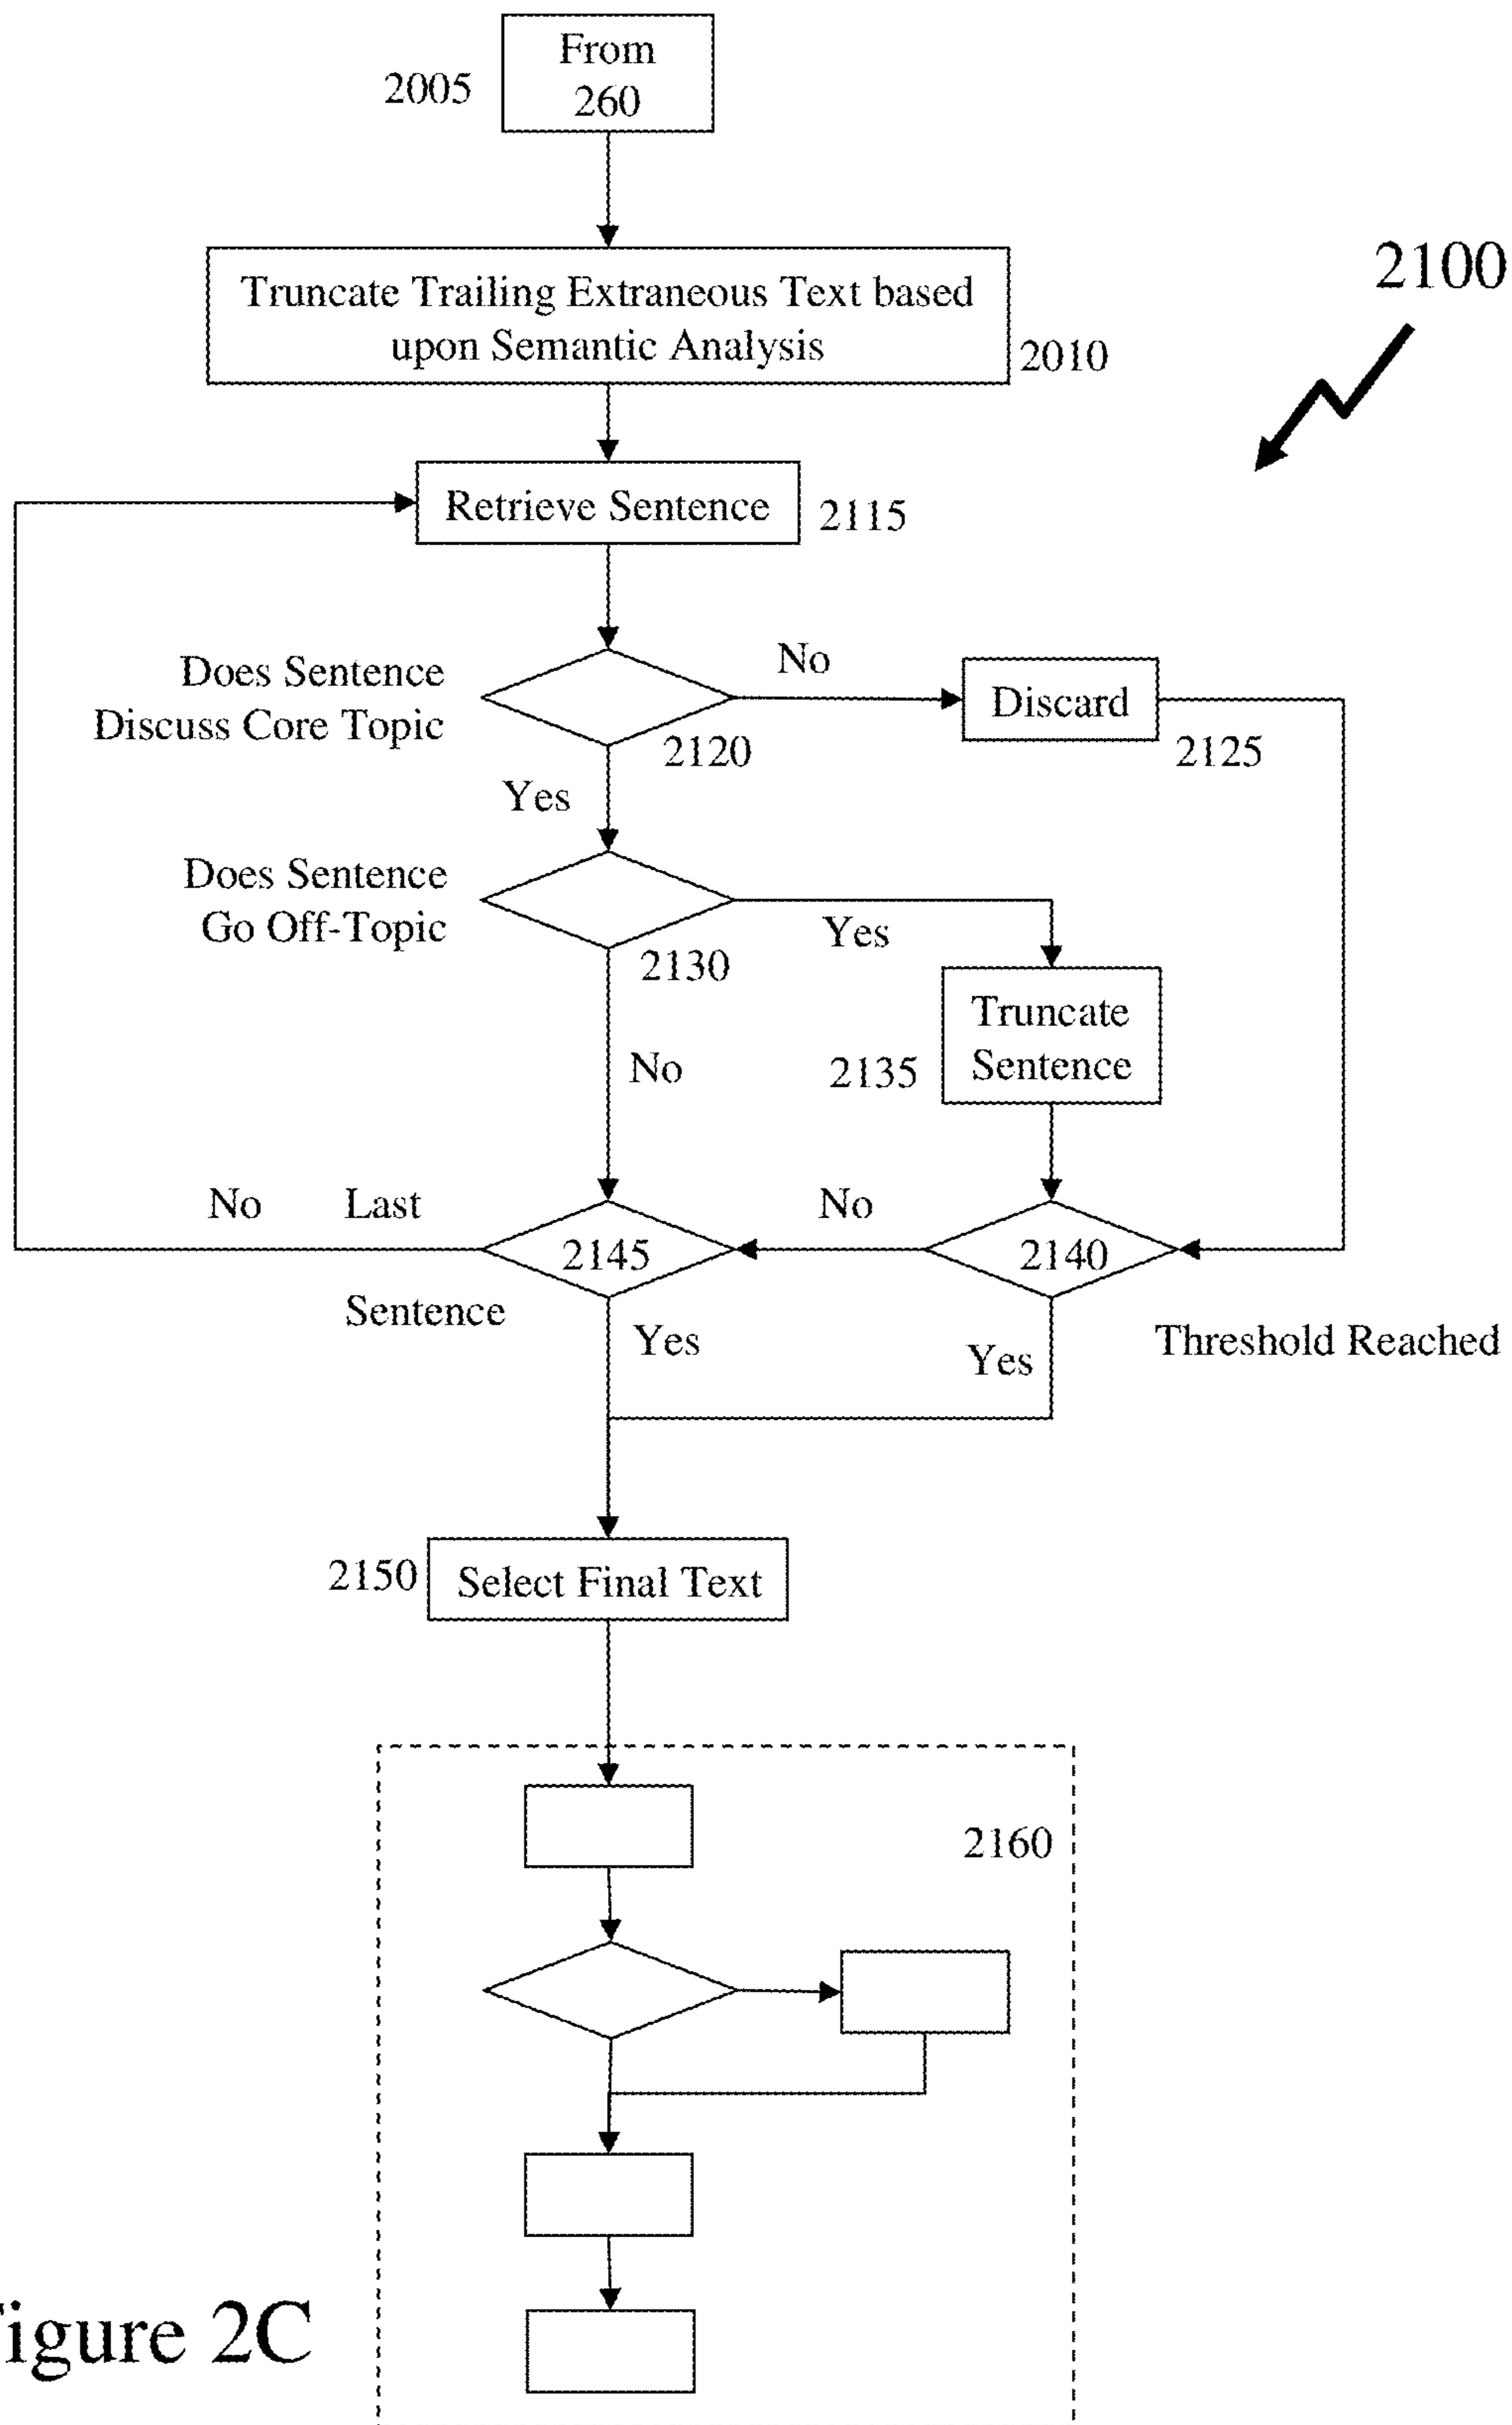 From
260
2005
Truncate Trailing Extraneous Text based
upon Semantic Analysis
2010
2100
Retrieve Sentence
2115
Does Sentence
Discuss Core Topic
No
Discard
2120
2125
Yes
Does Sentence
Go Off-Topic
Yes
2130
Truncate
Sentence
2135
No
No
Last
No
2145
2140
Sentence
Yes
Yes
Threshold Reached
2150
Select Final Text
2160
igure 2C